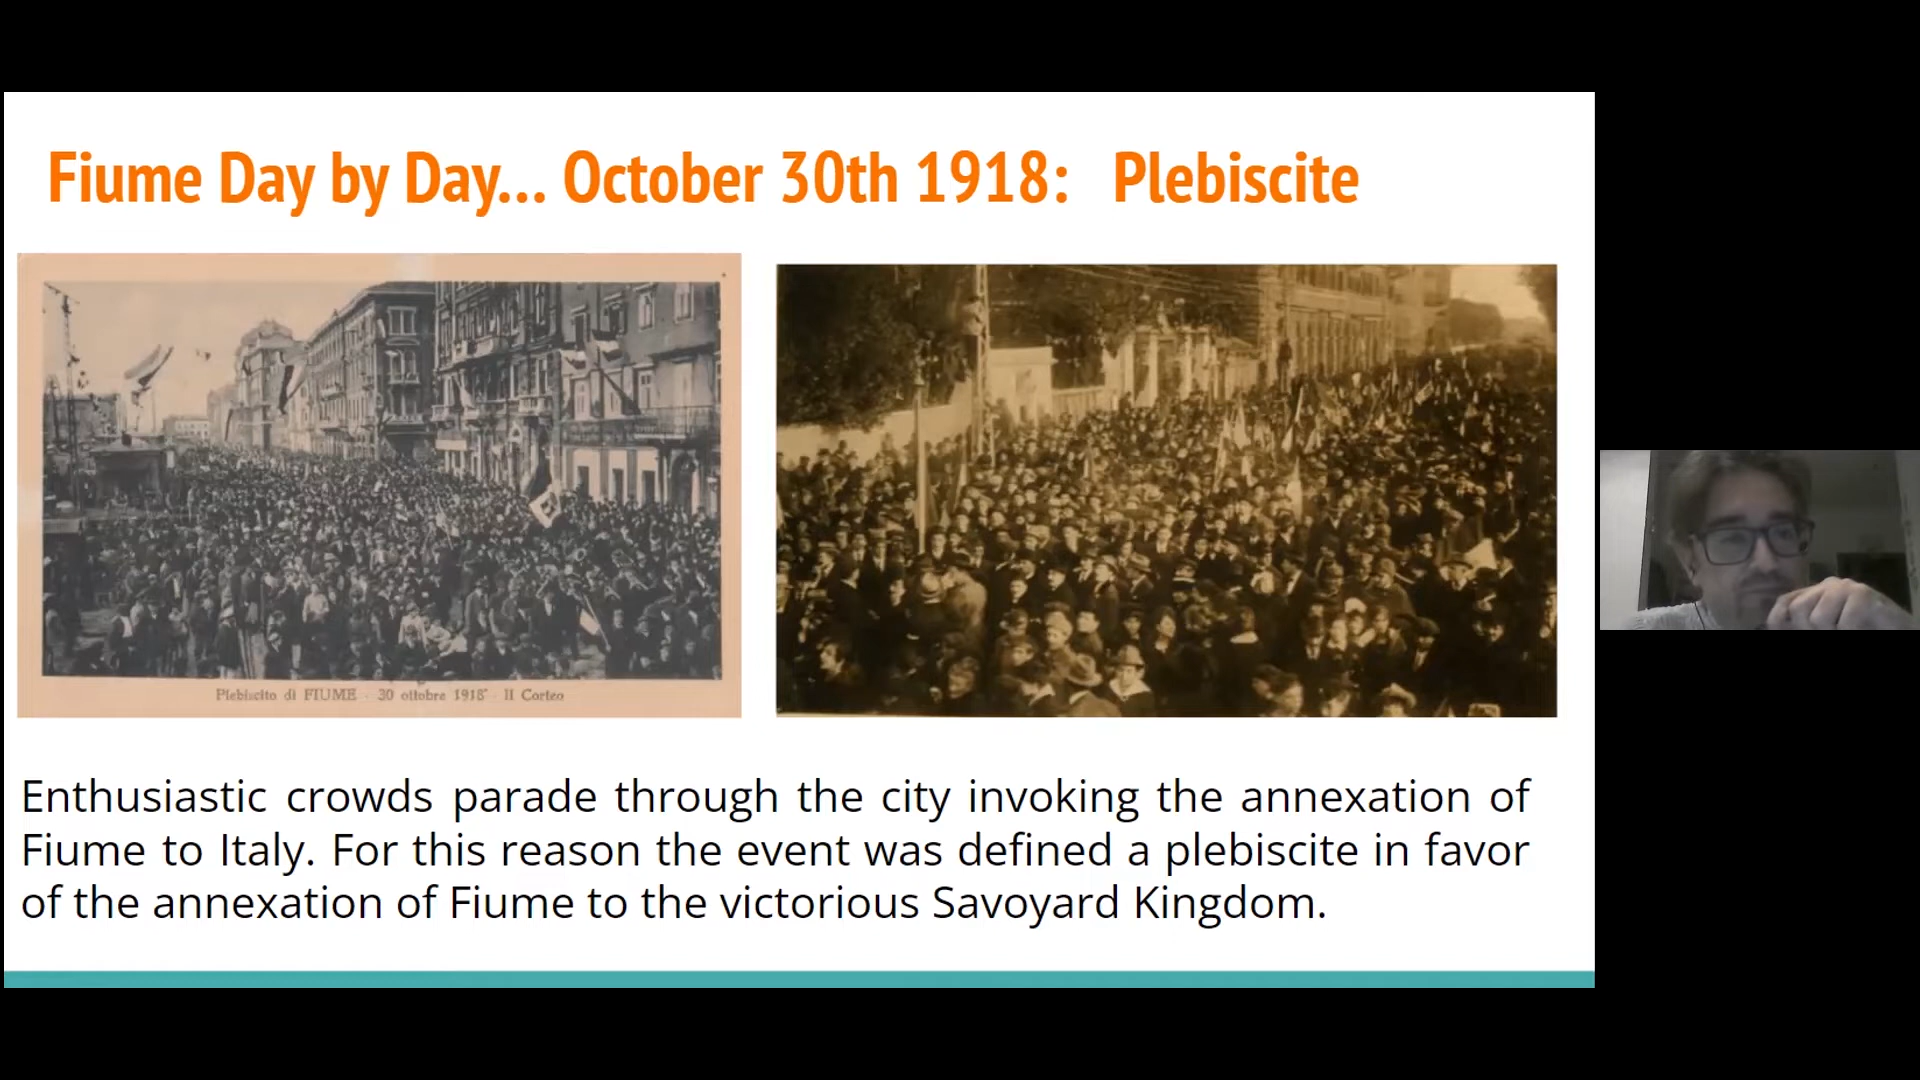 Fiume Day by Day... October 30th 1918: Plebiscite
Plebiscito di FIUME - 30 ottobre 1918 - Il Corteo
Enthusiastic crowds parade through the city invoking the annexation of
Fiume to Italy. For this reason the event was defined a plebiscite in favor
of the annexation of Fiume to the victorious Savoyard Kingdom.